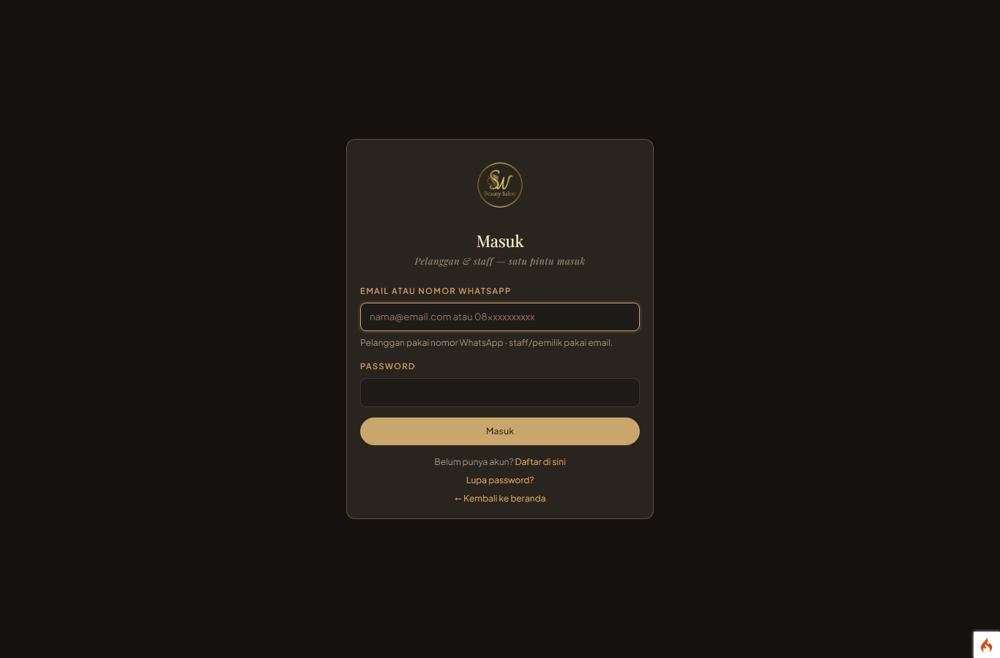 SW
Beauty Salon
Masuk
Pelanggan & staff — satu pintu masuk
EMAIL ATAU NOMOR WHATSAPP
nama@email.com atau 08xxxxxxxxxx
Pelanggan pakai nomor WhatsApp · staff/pemilik pakai email.
PASSWORD
Masuk
Belum punya akun? Daftar di sini
Lupa password?
← Kembali ke beranda